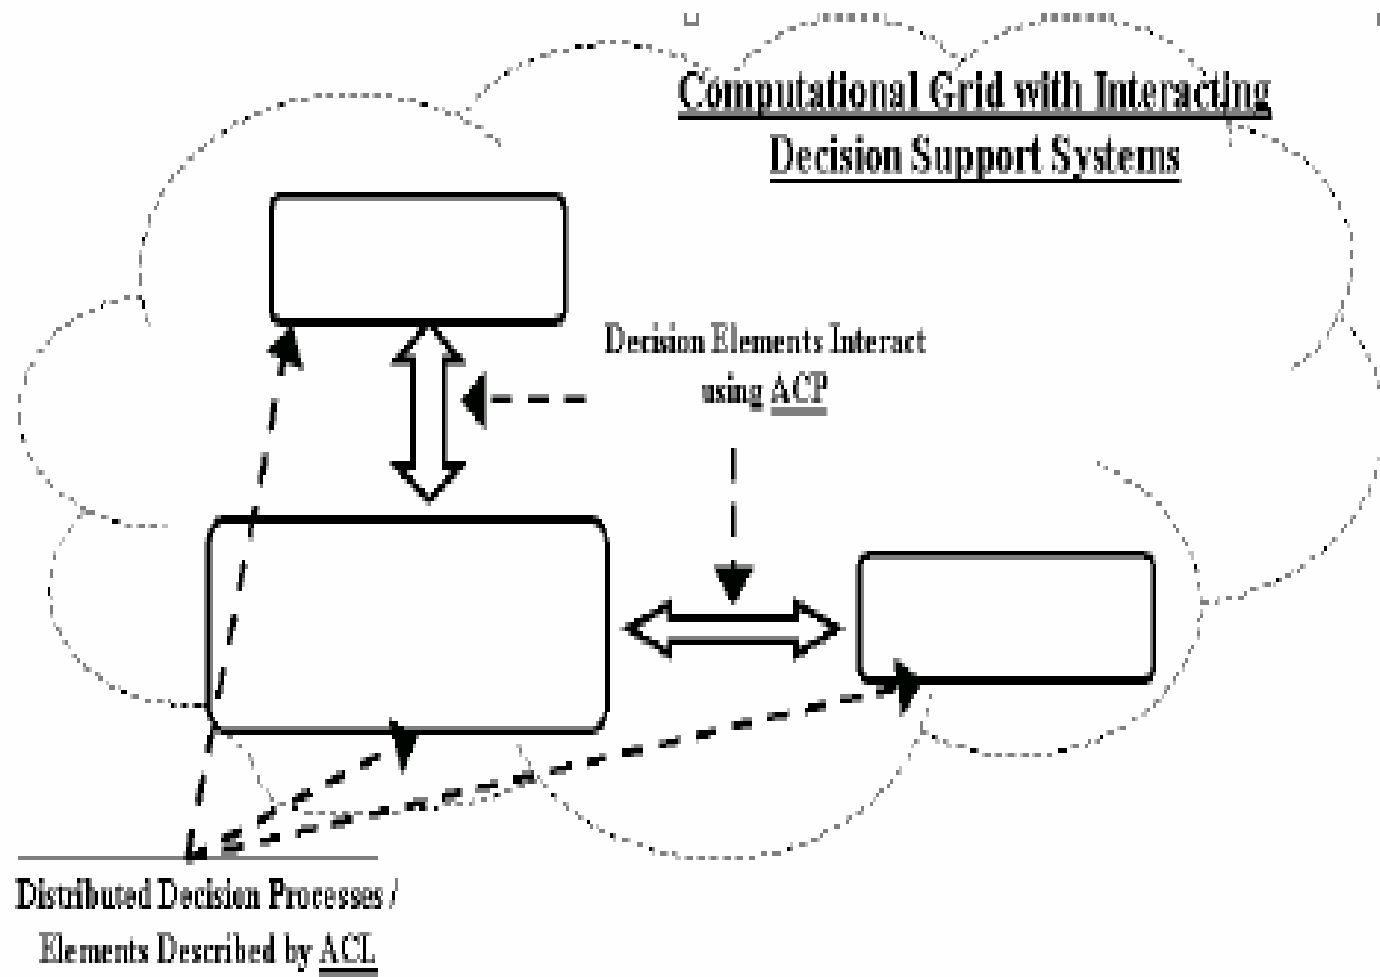 Computational Grid with Interacting
Decision Support Systems
Decision Elements Interact
using ACP
Distributed Decision Processes /
Elements Described by ACL